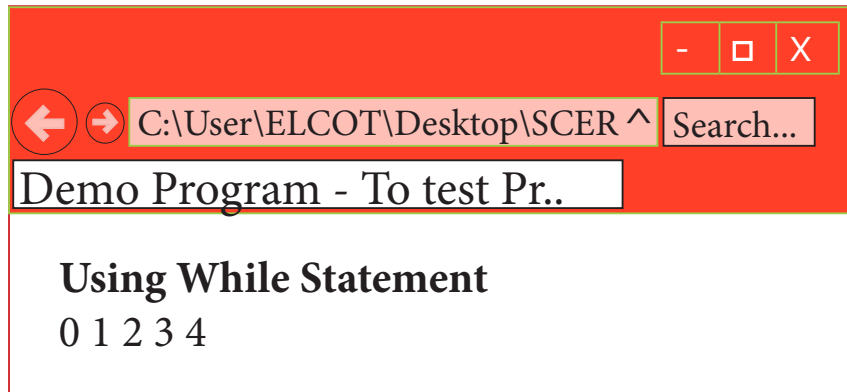 - □ X
C:\User\ELCOT\Desktop\SCER ^ Search...
Demo Program - To test Pr..
Using While Statement
0 1 2 3 4